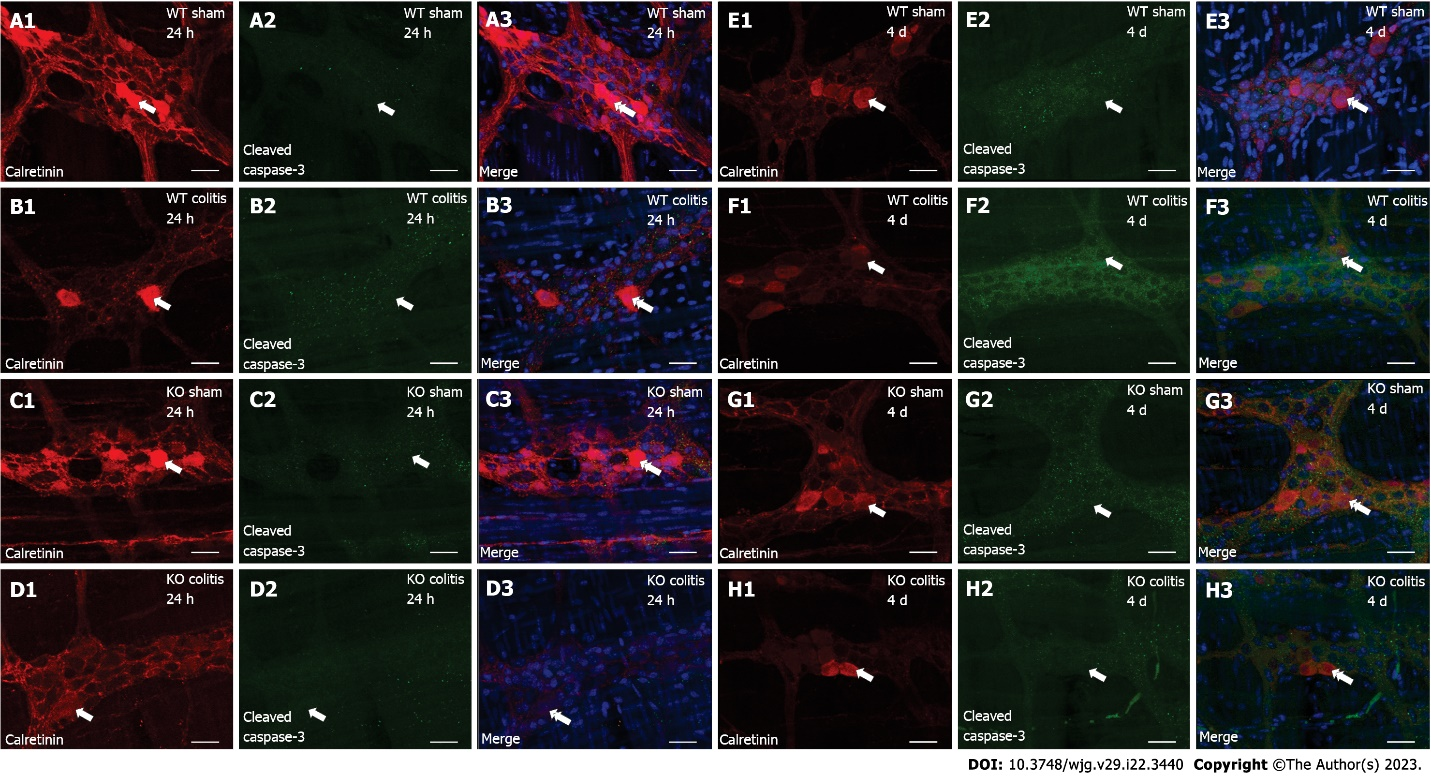 A1
WT sham
24 h
Calretinin
A2
WT sham
24 h
Cleaved
caspase-3
A3
WT sham
24 h
Merge
E1
WT sham
4 d
Calretinin
E2
WT sham
4 d
Cleaved
caspase-3
E3
WT sham
4 d
Merge
B1
WT colitis
24 h
Calretinin
B2
WT colitis
24 h
Cleaved
caspase-3
B3
WT colitis
24 h
Merge
F1
WT colitis
4 d
Calretinin
F2
WT colitis
4 d
Cleaved
caspase-3
F3
WT colitis
4 d
Merge
C1
KO sham
24 h
Calretinin
C2
KO sham
24 h
Cleaved
caspase-3
C3
KO sham
24 h
Merge
G1
KO sham
4 d
Calretinin
G2
KO sham
4 d
Cleaved
caspase-3
G3
KO sham
4 d
Merge
D1
KO colitis
24 h
Calretinin
D2
KO colitis
24 h
Cleaved
caspase-3
D3
KO colitis
24 h
Merge
H1
KO colitis
4 d
Calretinin
H2
KO colitis
4 d
Cleaved
caspase-3
H3
KO colitis
4 d
Merge
DOI: 10.3748/wjg.v29.i22.3440 Copyright ©The Author(s) 2023.